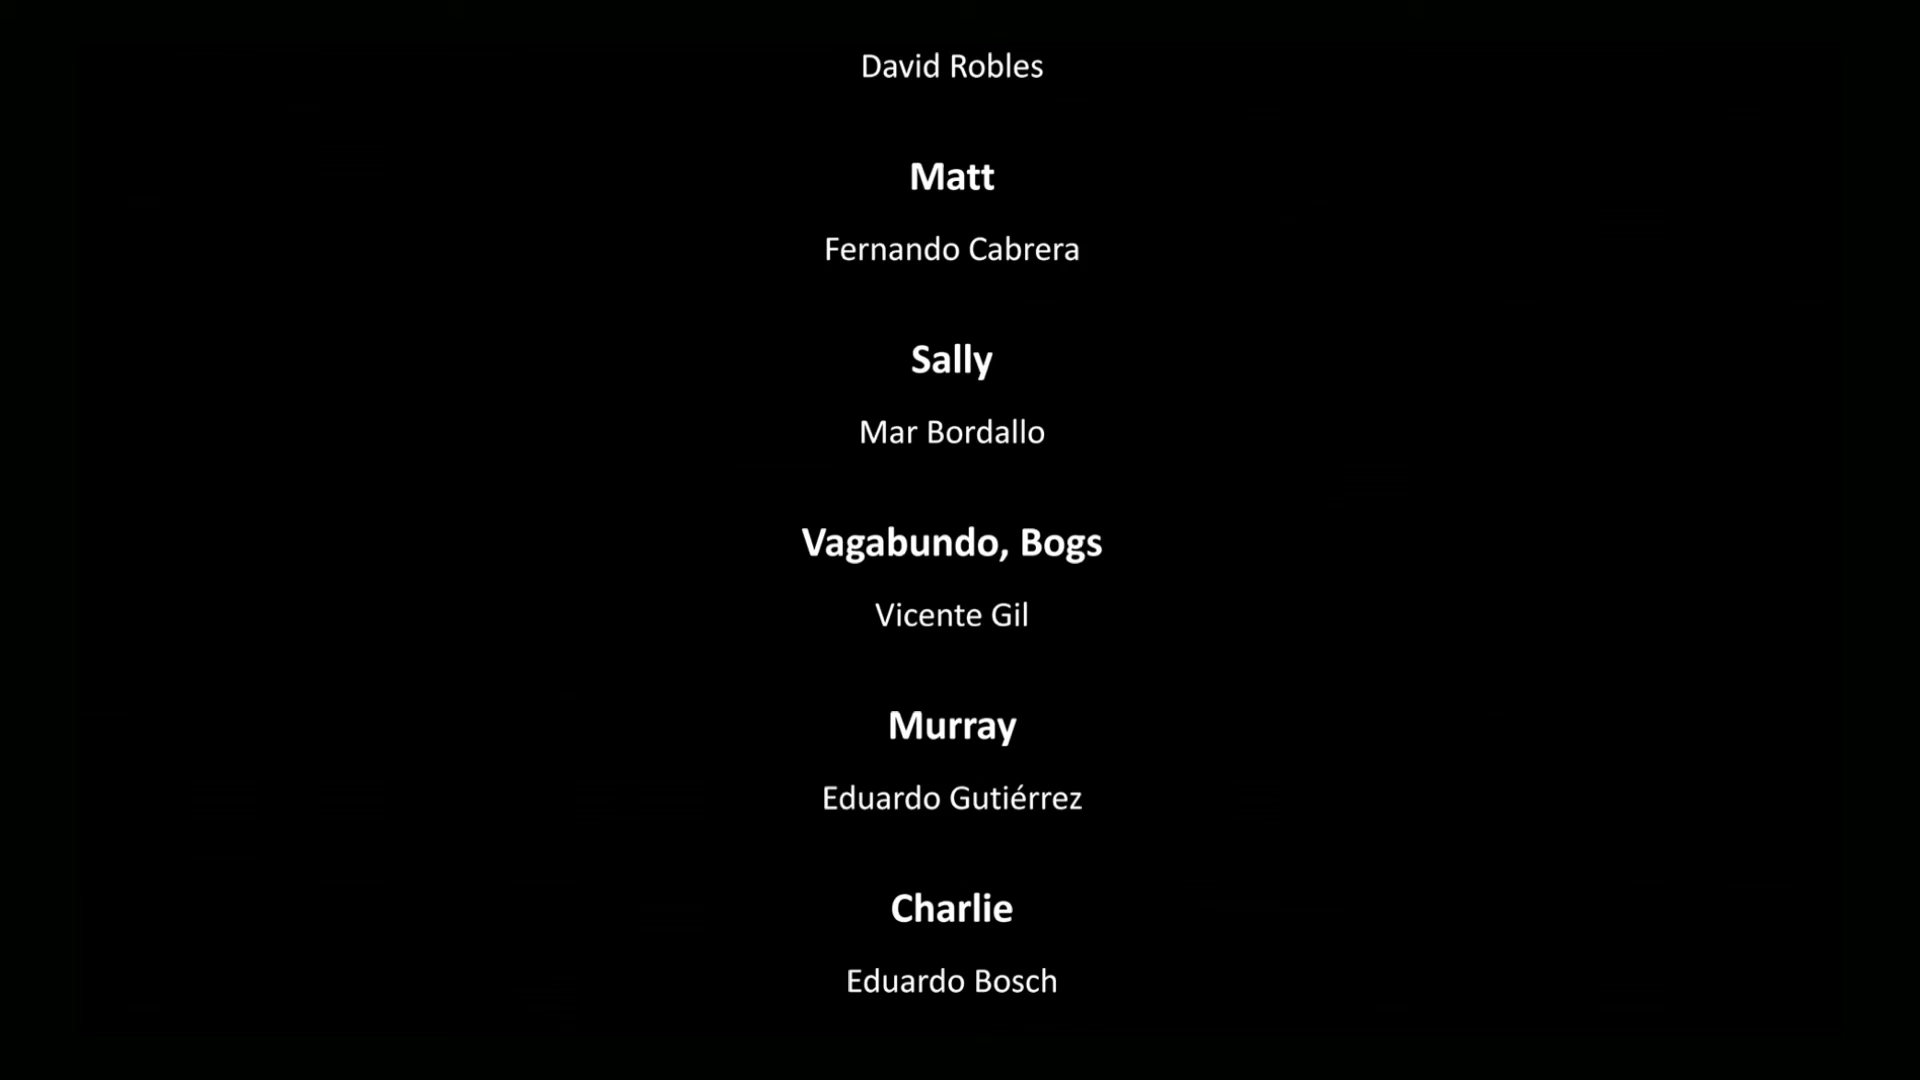 David Robles
Matt
Fernando Cabrera
Sally
Mar Bordallo
Vagabundo, Bogs
Vicente Gil
Murray
Eduardo Gutiérrez
Charlie
Eduardo Bosch